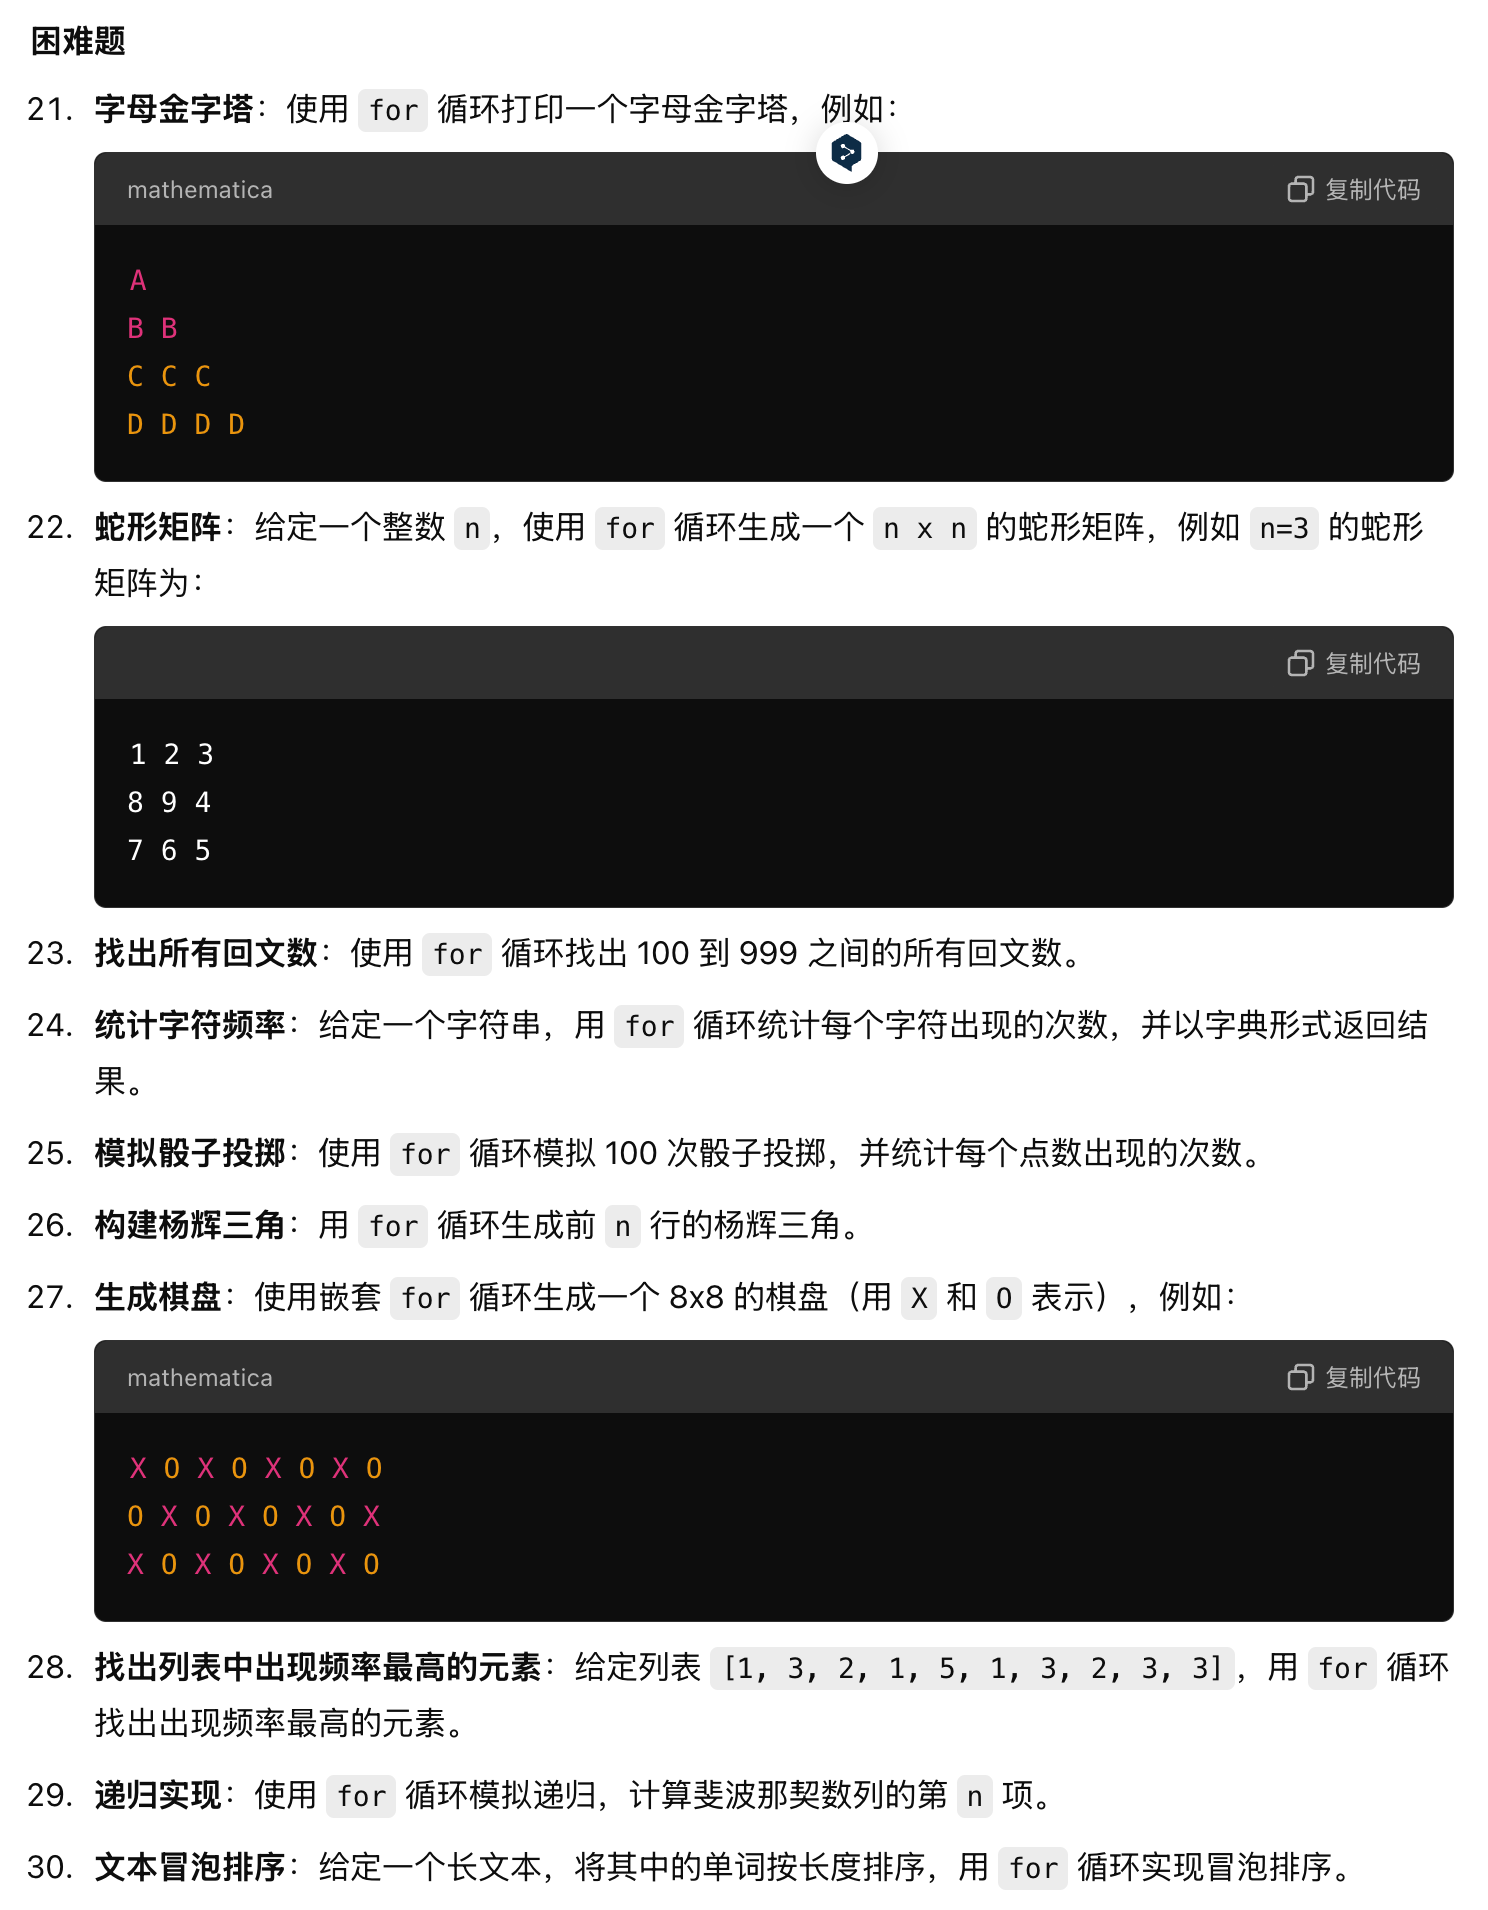 困难题
21. 字母金字塔：使用 for 循环打印一个字母金字塔，例如：
mathematica 复制代码
A
B B
C C C
D D D D
22. 蛇形矩阵：给定一个整数 n，使用 for 循环生成一个 n x n 的蛇形矩阵，例如 n=3 的蛇形
矩阵为：
复制代码
1 2 3
8 9 4
7 6 5
23. 找出所有回文数：使用 for 循环找出 100 到 999 之间的所有回文数。
24. 统计字符频率：给定一个字符串，用 for 循环统计每个字符出现的次数，并以字典形式返回结
果。
25. 模拟骰子投掷：使用 for 循环模拟 100 次骰子投掷，并统计每个点数出现的次数。
26. 构建杨辉三角：用 for 循环生成前 n 行的杨辉三角。
27. 生成棋盘：使用嵌套 for 循环生成一个 8x8 的棋盘（用 X 和 O 表示），例如：
mathematica 复制代码
X O X O X O X O
O X O X O X O X
X O X O X O X O
28. 找出列表中出现频率最高的元素：给定列表 [1, 3, 2, 1, 5, 1, 3, 2, 3, 3]，用 for 循环
找出出现频率最高的元素。
29. 递归实现：使用 for 循环模拟递归，计算斐波那契数列的第 n 项。
30. 文本冒泡排序：给定一个长文本，将其中的单词按长度排序，用 for 循环实现冒泡排序。